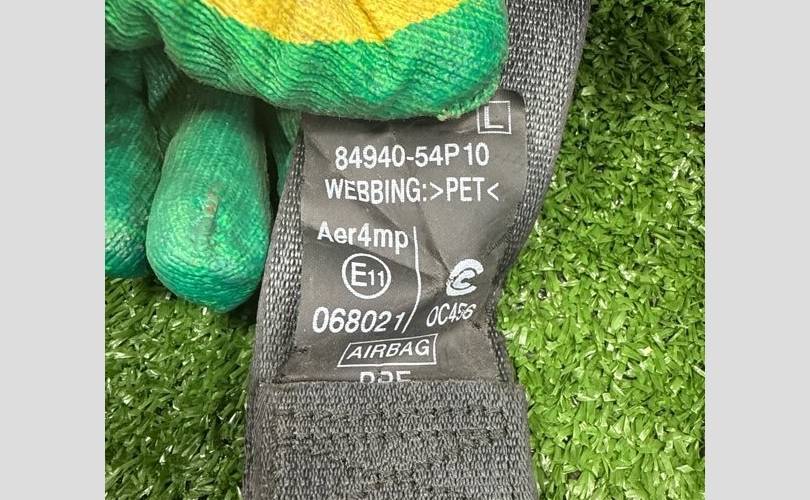 L
84940-54P10
WEBBING:>PET<
Aer4mp
E11
068021/ 0C456
AIRBAG